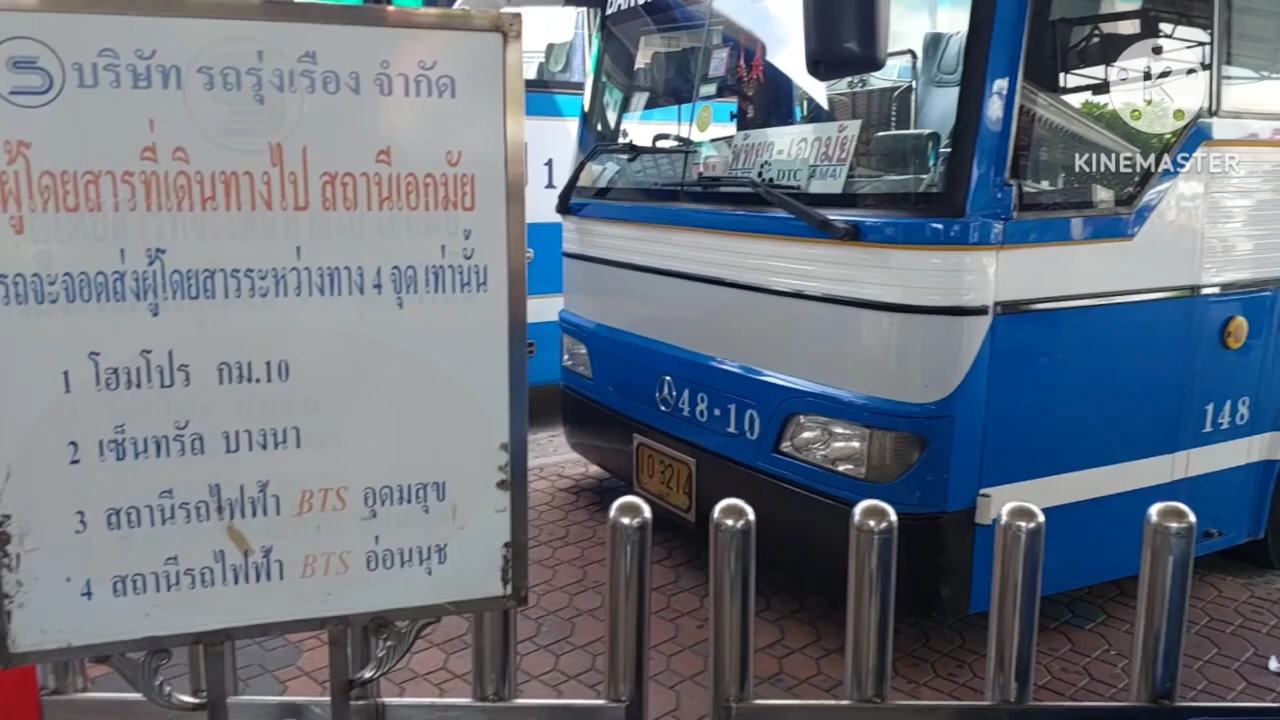 บริษัท รถรุ่งเรือง จำกัด
ผู้โดยสารที่เดินทางไป สถานีเอกมัย
รถจะจอดส่งผู้โดยสารระหว่างทาง 4 จุด เท่านั้น
1 โฮมโปร กม.10
2 เซ็นทรัล บางนา
3 สถานีรถไฟฟ้า BTS อุดมสุข
4 สถานีรถไฟฟ้า BTS อ่อนนุช
พัทยา-เอกมัย
DTC
48-10
10 3214
148
1
KINEMASTER